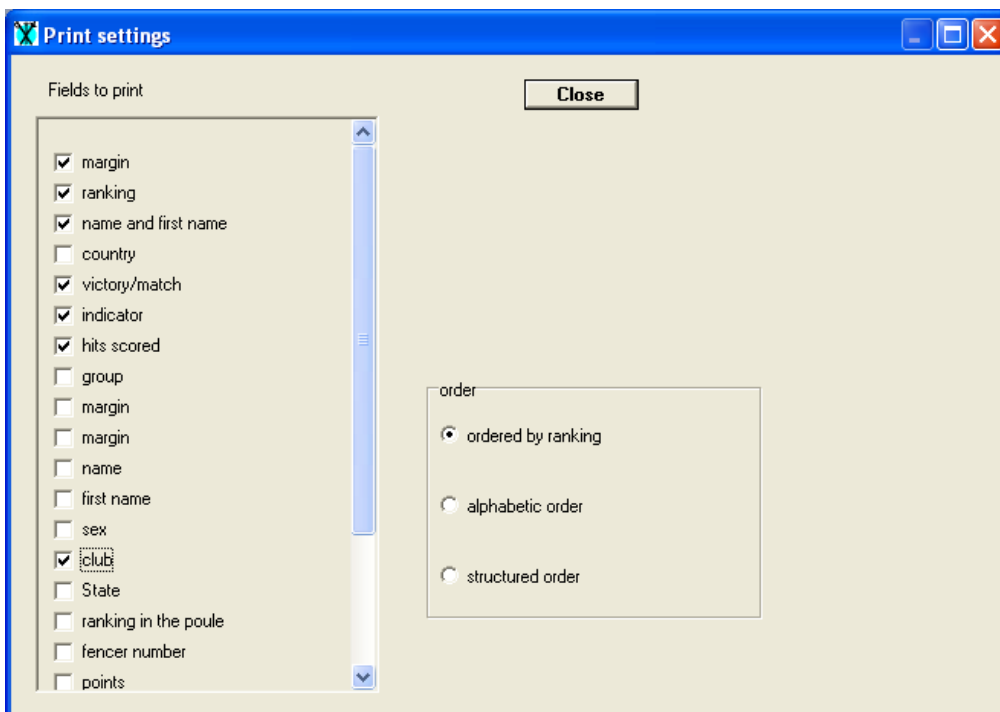 Print settings
Fields to print
Close
margin
ranking
name and first name
country
victory/match
indicator
hits scored
group
margin
margin
name
first name
sex
club
State
ranking in the poule
fencer number
points
order
ordered by ranking
alphabetic order
structured order